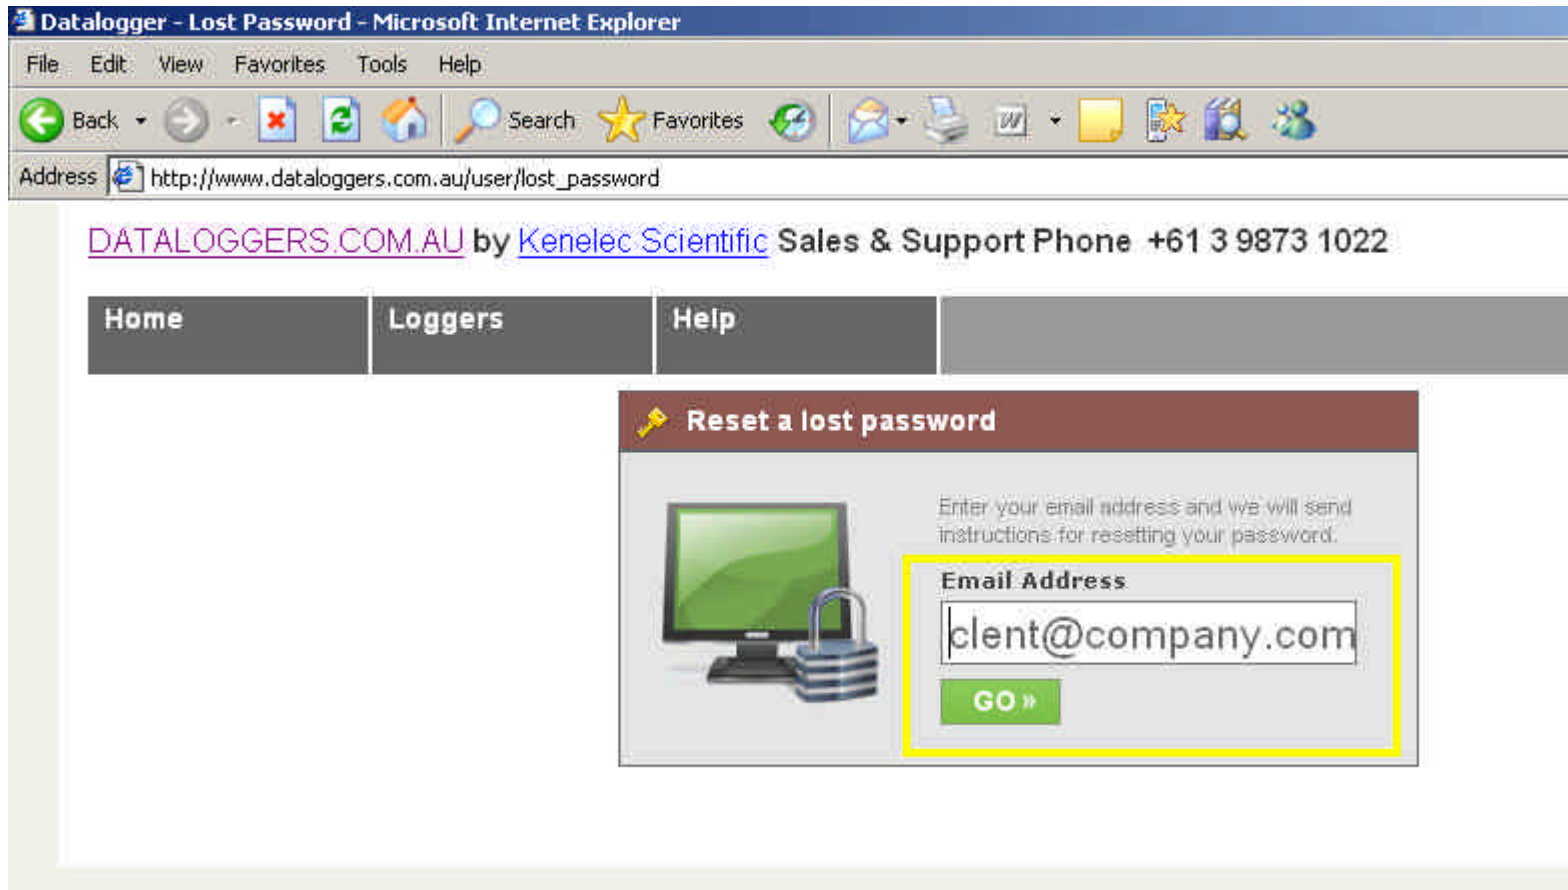 Datalogger - Lost Password - Microsoft Internet Explorer
File Edit View Favorites Tools Help
Back Search Favorites
Address http://www.dataloggers.com.au/user/lost_password
DATALOGGERS.COM.AU by Kenelec Scientific Sales & Support Phone +61 3 9873 1022
Home Loggers Help
Reset a lost password
Enter your email address and we will send
instructions for resetting your password.
Email Address
clent@company.com
GO »